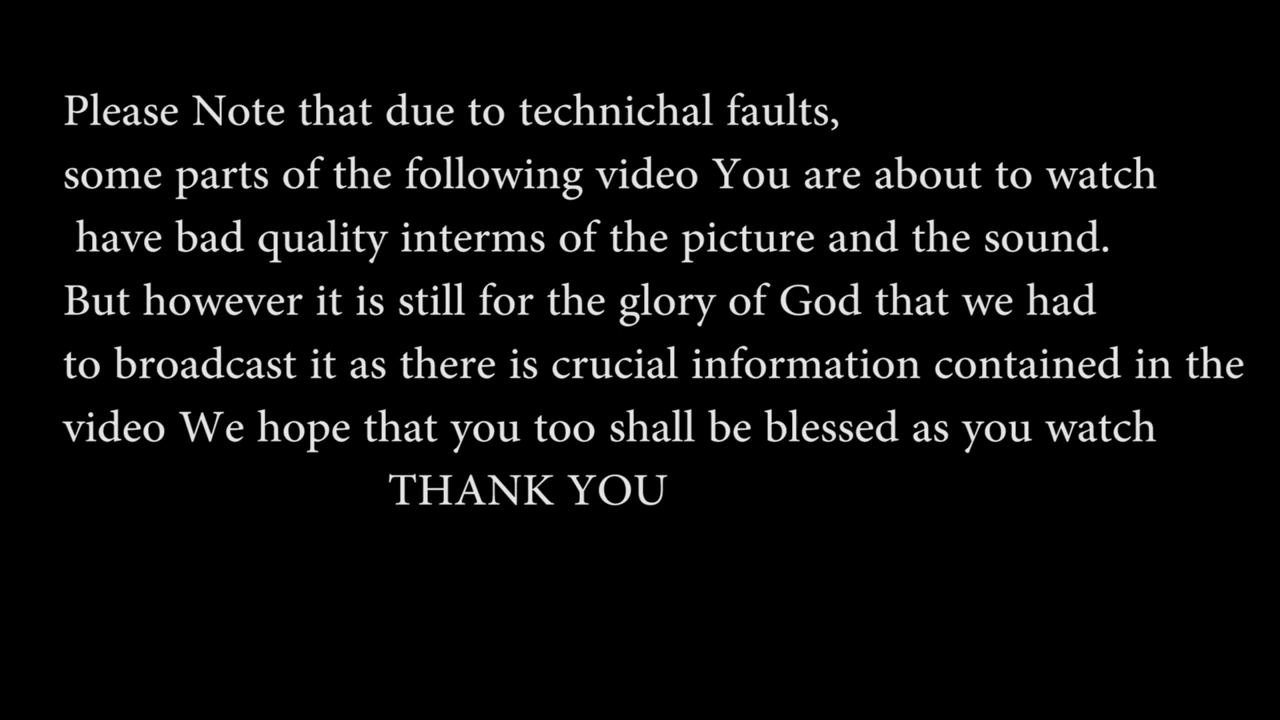 Please Note that due to technichal faults,
some parts of the following video You are about to watch
have bad quality interms of the picture and the sound.
But however it is still for the glory of God that we had
to broadcast it as there is crucial information contained in the
video We hope that you too shall be blessed as you watch
THANK YOU